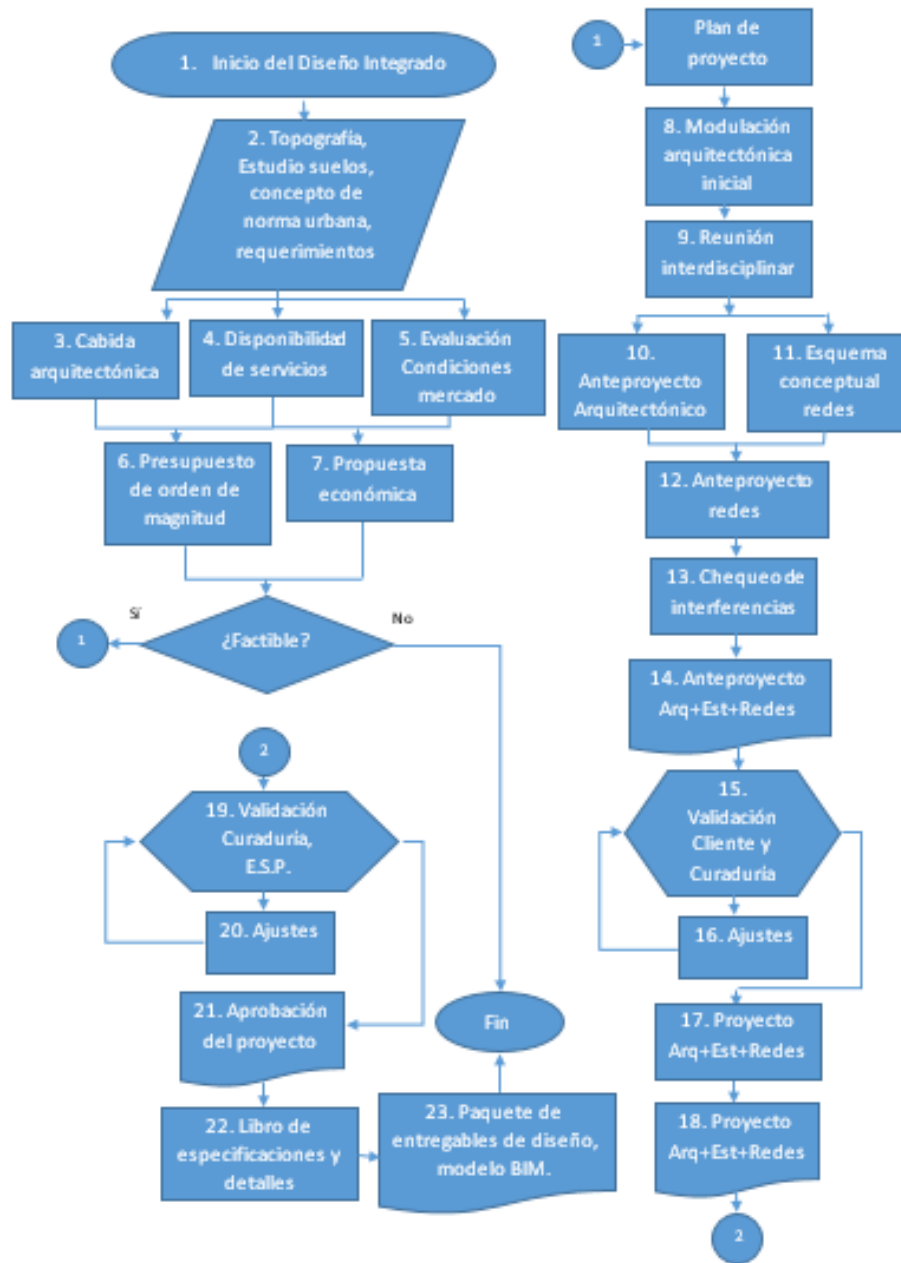 1. Inicio del Diseño Integrado
2. Topografía,
Estudio suelos,
concepto de
norma urbana,
requerimientos
3. Cabida
arquitectónica
4. Disponibilidad
de servicios
5. Evaluación
Condiciones
mercado
6. Presupuesto
de orden de
magnitud
7. Propuesta
económica
¿Factible?
Sí
No
1
1
Plan de
proyecto
8. Modulación
arquitectónica
inicial
9. Reunión
interdisciplinar
10.
Anteproyecto
Arquitectónico
11. Esquema
conceptual
redes
12. Anteproyecto
redes
13. Chequeo de
interferencias
14. Anteproyecto
Arq+Est+Redes
15.
Validación
Cliente y
Curaduría
16. Ajustes
17. Proyecto
Arq+Est+Redes
18. Proyecto
Arq+Est+Redes
2
2
19. Validación
Curaduría,
E.S.P.
20. Ajustes
21. Aprobación
del proyecto
22. Libro de
especificaciones y
detalles
23. Paquete de
entregables de diseño,
modelo BIM.
Fin